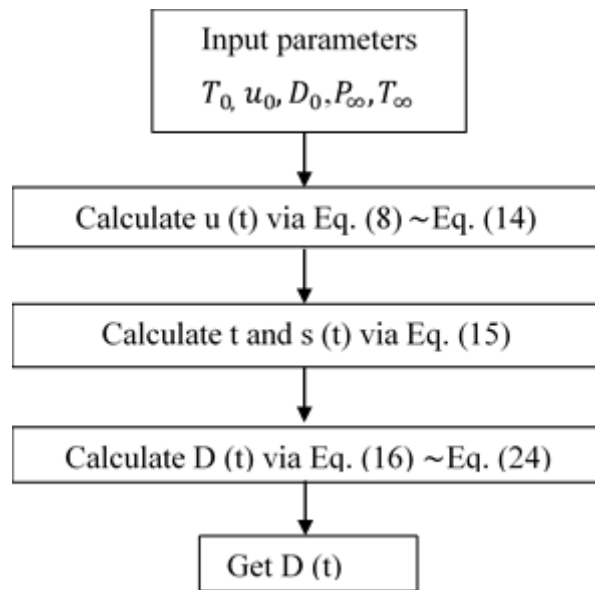 Input parameters
T₀, u₀, D₀, P∞, T∞
Calculate u (t) via Eq. (8) ~Eq. (14)
Calculate t and s (t) via Eq. (15)
Calculate D (t) via Eq. (16) ~Eq. (24)
Get D (t)